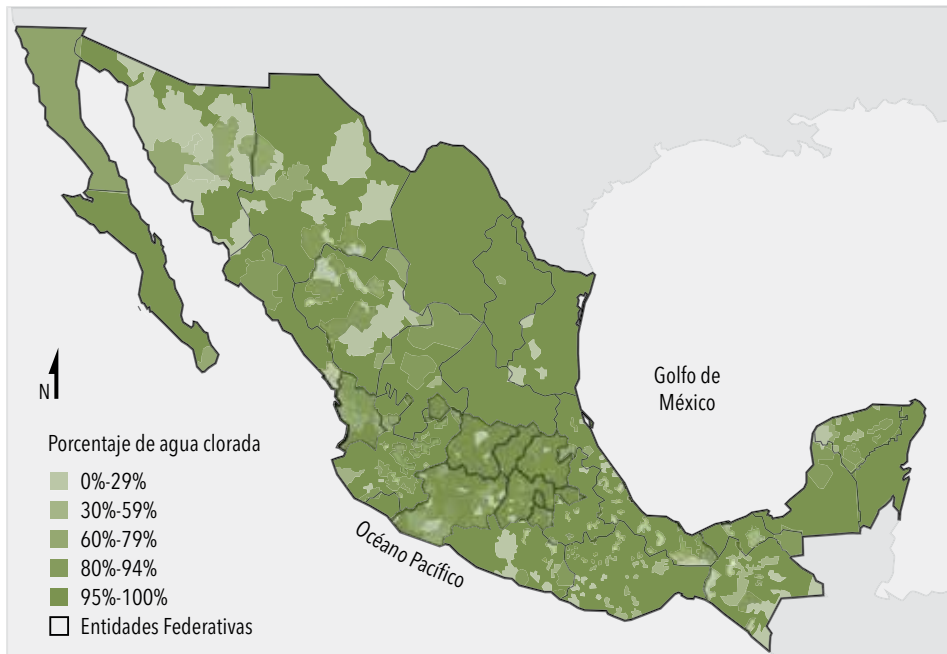 Golfo de
México
N
Porcentaje de agua clorada
0%-29%
30%-59%
60%-79%
80%-94%
95%-100%
Entidades Federativas
Océano Pacífico